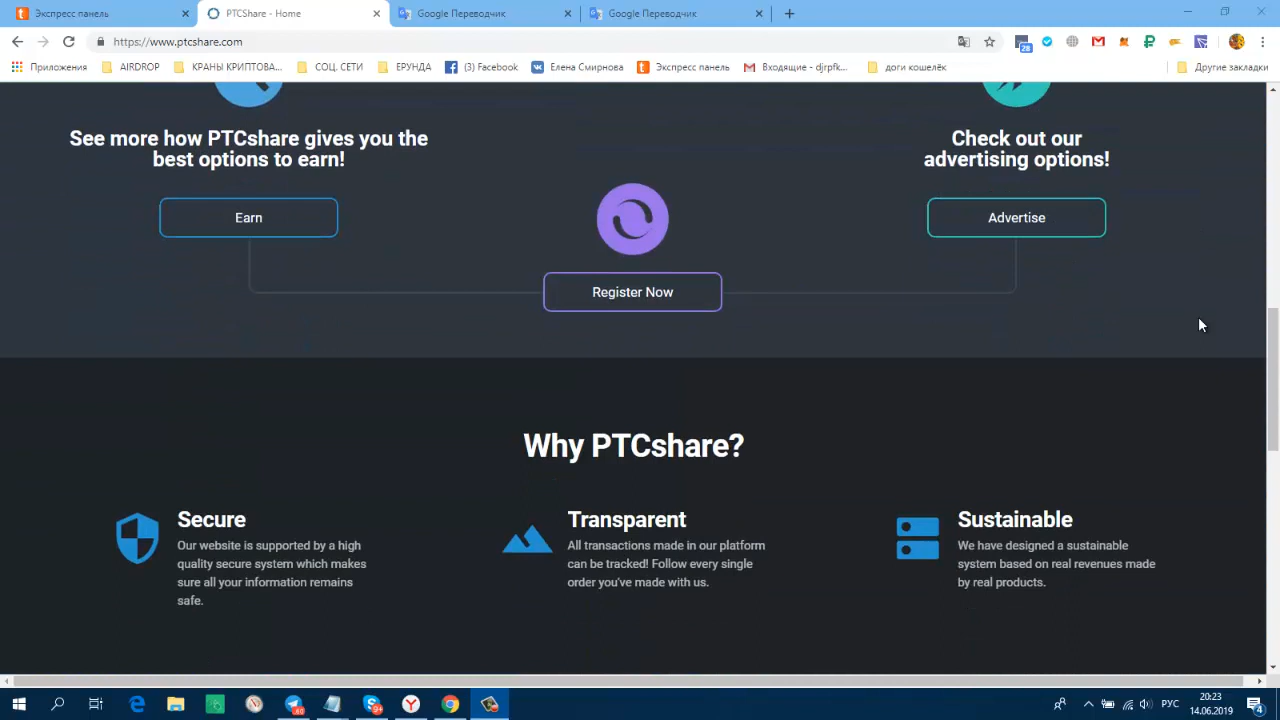 Экспресс панель
PTCShare - Home
Google Переводчик
Google Переводчик
https://www.ptcshare.com
28
Приложения
AIRDROP
КРАНЫ КРИПТОВА...
СОЦ. СЕТИ
ЕРУНДА
(3) Facebook
Елена Смирнова
Экспресс панель
Входящие - djrpfk...
доги кошелёк
Другие закладки
See more how PTCshare gives you the
best options to earn!
Earn
Check out our
advertising options!
Advertise
Register Now
Why PTCshare?
Secure
Our website is supported by a high
quality secure system which makes
sure all your information remains
safe.
Transparent
All transactions made in our platform
can be tracked! Follow every single
order you've made with us.
Sustainable
We have designed a sustainable
system based on real revenues made
by real products.
РУС
20:23
14.06.2019
4